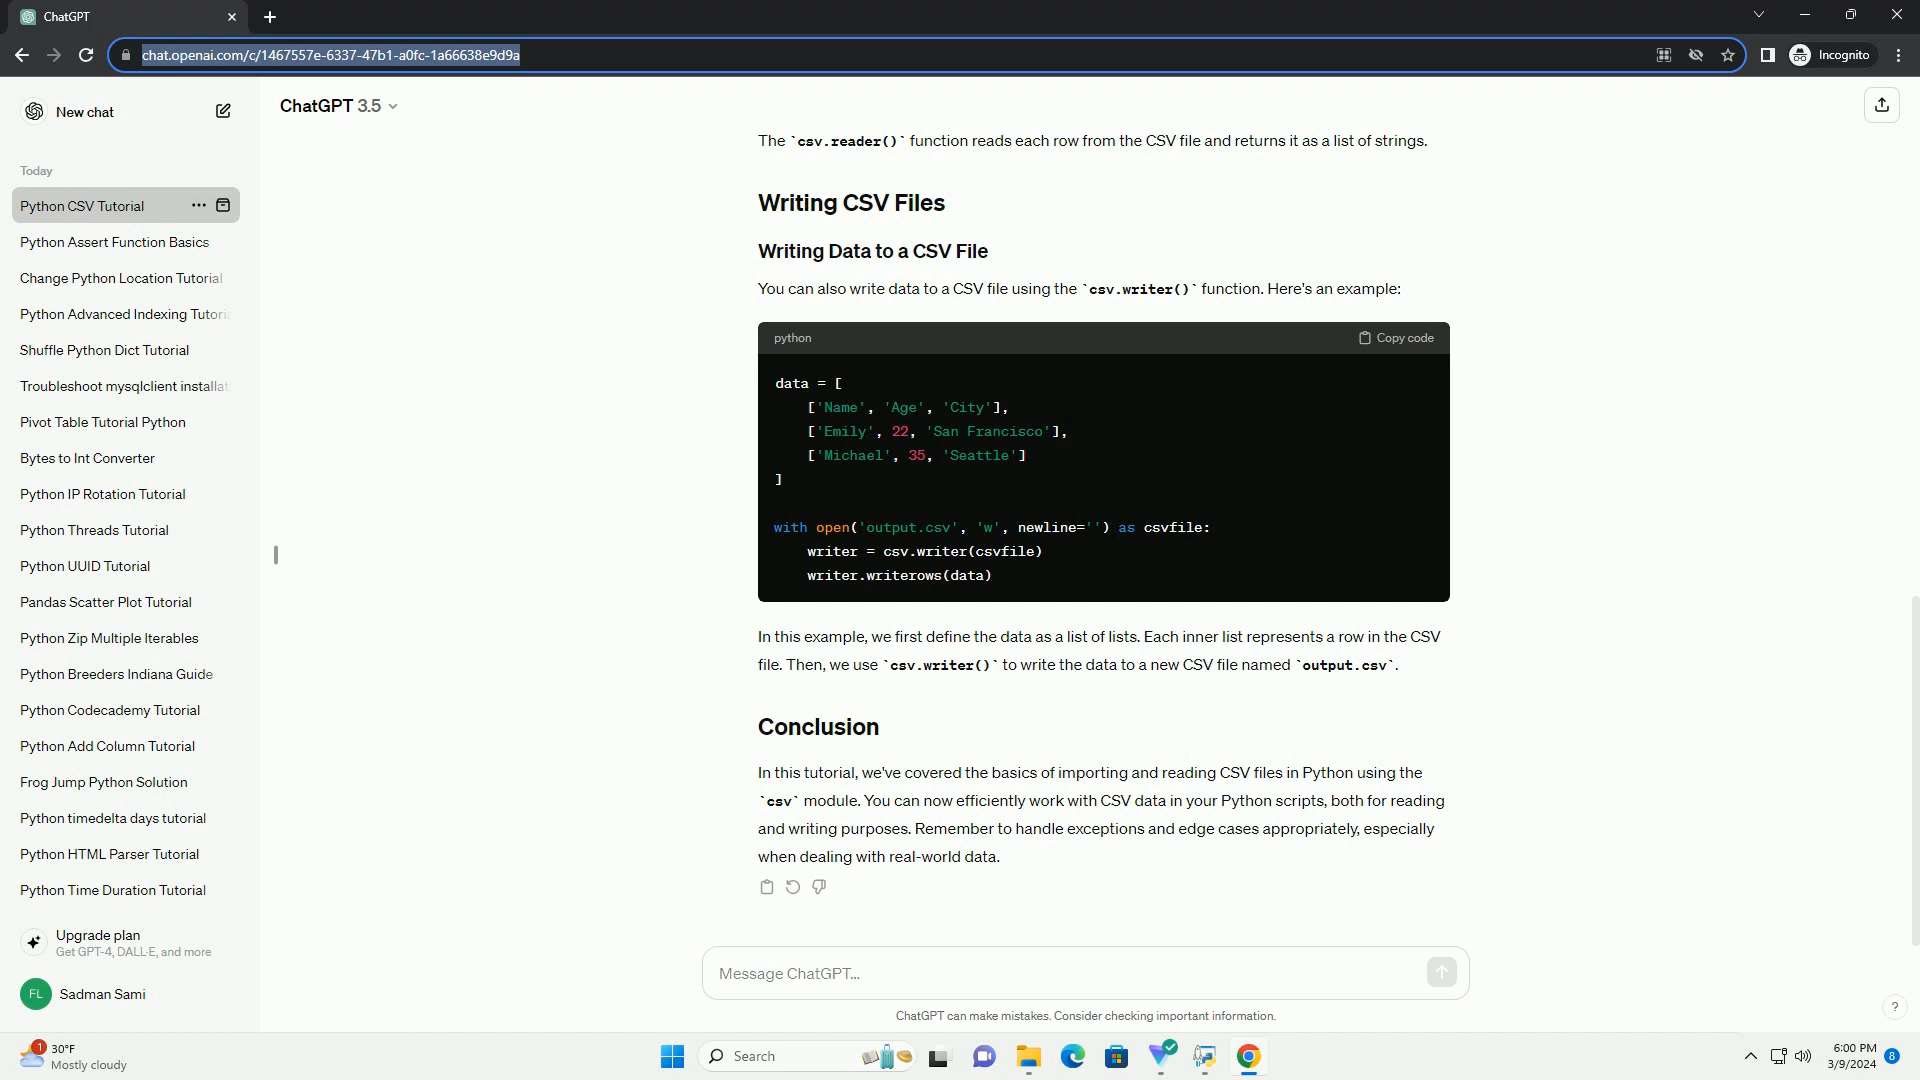 ChatGPT
chat.openai.com/c/1467557e-6337-47b1-a0fc-1a66638e9d9a
Incognito
New chat
ChatGPT 3.5
Today
Python CSV Tutorial
Python Assert Function Basics
Change Python Location Tutorial
Python Advanced Indexing Tutori
Shuffle Python Dict Tutorial
Troubleshoot mysqlclient installat
Pivot Table Tutorial Python
Bytes to Int Converter
Python IP Rotation Tutorial
Python Threads Tutorial
Python UUID Tutorial
Pandas Scatter Plot Tutorial
Python Zip Multiple Iterables
Python Breeders Indiana Guide
Python Codecademy Tutorial
Python Add Column Tutorial
Frog Jump Python Solution
Python timedelta days tutorial
Python HTML Parser Tutorial
Python Time Duration Tutorial
Upgrade plan
Get GPT-4, DALL·E, and more
FL Sadman Sami
The `csv.reader()` function reads each row from the CSV file and returns it as a list of strings.
Writing CSV Files
Writing Data to a CSV File
You can also write data to a CSV file using the `csv.writer()` function. Here's an example:
python
Copy code
data = [
    ['Name', 'Age', 'City'],
    ['Emily', 22, 'San Francisco'],
    ['Michael', 35, 'Seattle']
]
with open('output.csv', 'w', newline='') as csvfile:
    writer = csv.writer(csvfile)
    writer.writerows(data)
In this example, we first define the data as a list of lists. Each inner list represents a row in the CSV
file. Then, we use `csv.writer()` to write the data to a new CSV file named `output.csv`.
Conclusion
In this tutorial, we've covered the basics of importing and reading CSV files in Python using the
`csv` module. You can now efficiently work with CSV data in your Python scripts, both for reading
and writing purposes. Remember to handle exceptions and edge cases appropriately, especially
when dealing with real-world data.
Message ChatGPT...
ChatGPT can make mistakes. Consider checking important information.
?
1
30°F
Mostly cloudy
Search
6:00 PM
3/9/2024
8